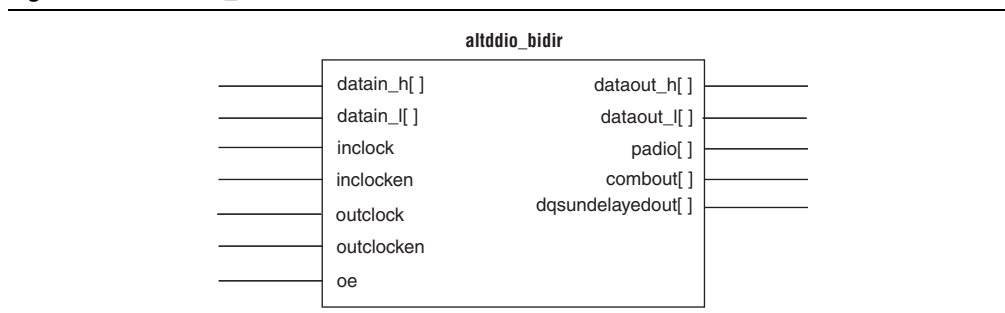 altddio_bidir
datain_h[ ]
datain_l[ ]
inclock
inclocken
outclock
outclocken
oe
dataout_h[ ]
dataout_l[ ]
padio[ ]
combout[ ]
dqsundelayedout[ ]